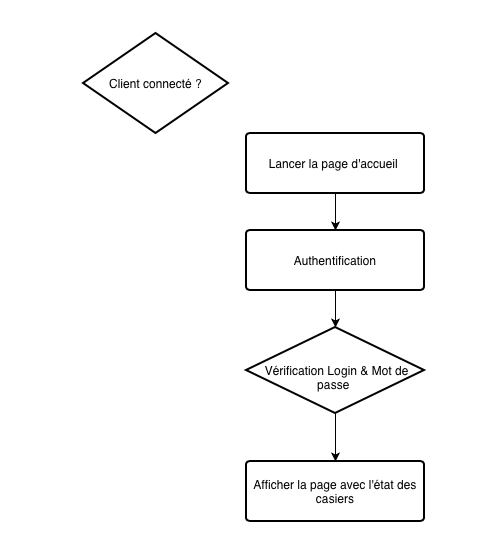 Client connecté ?
Lancer la page d'accueil
Authentification
Vérification Login & Mot de
passe
Afficher la page avec l'état des
casiers